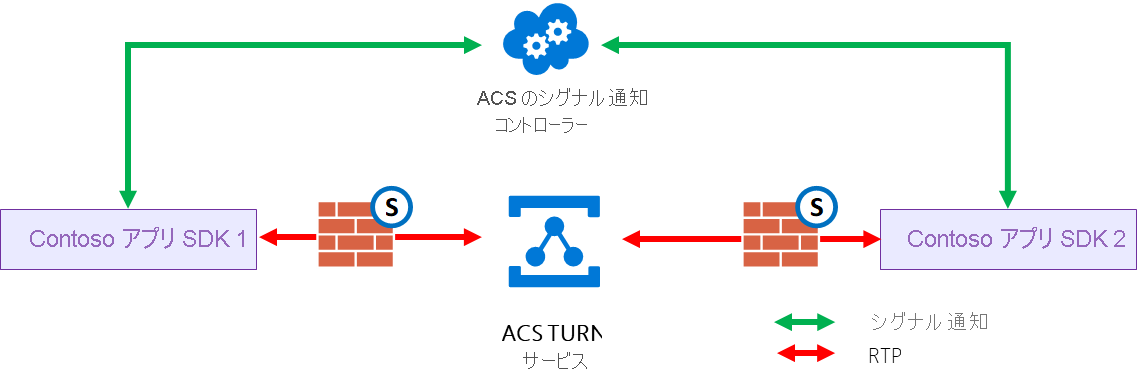 ACS のシグナル通知
コントローラー
S
S
Contoso アプリ SDK 1
Contoso アプリ SDK 2
ACS TURN
サービス
シグナル通知
RTP